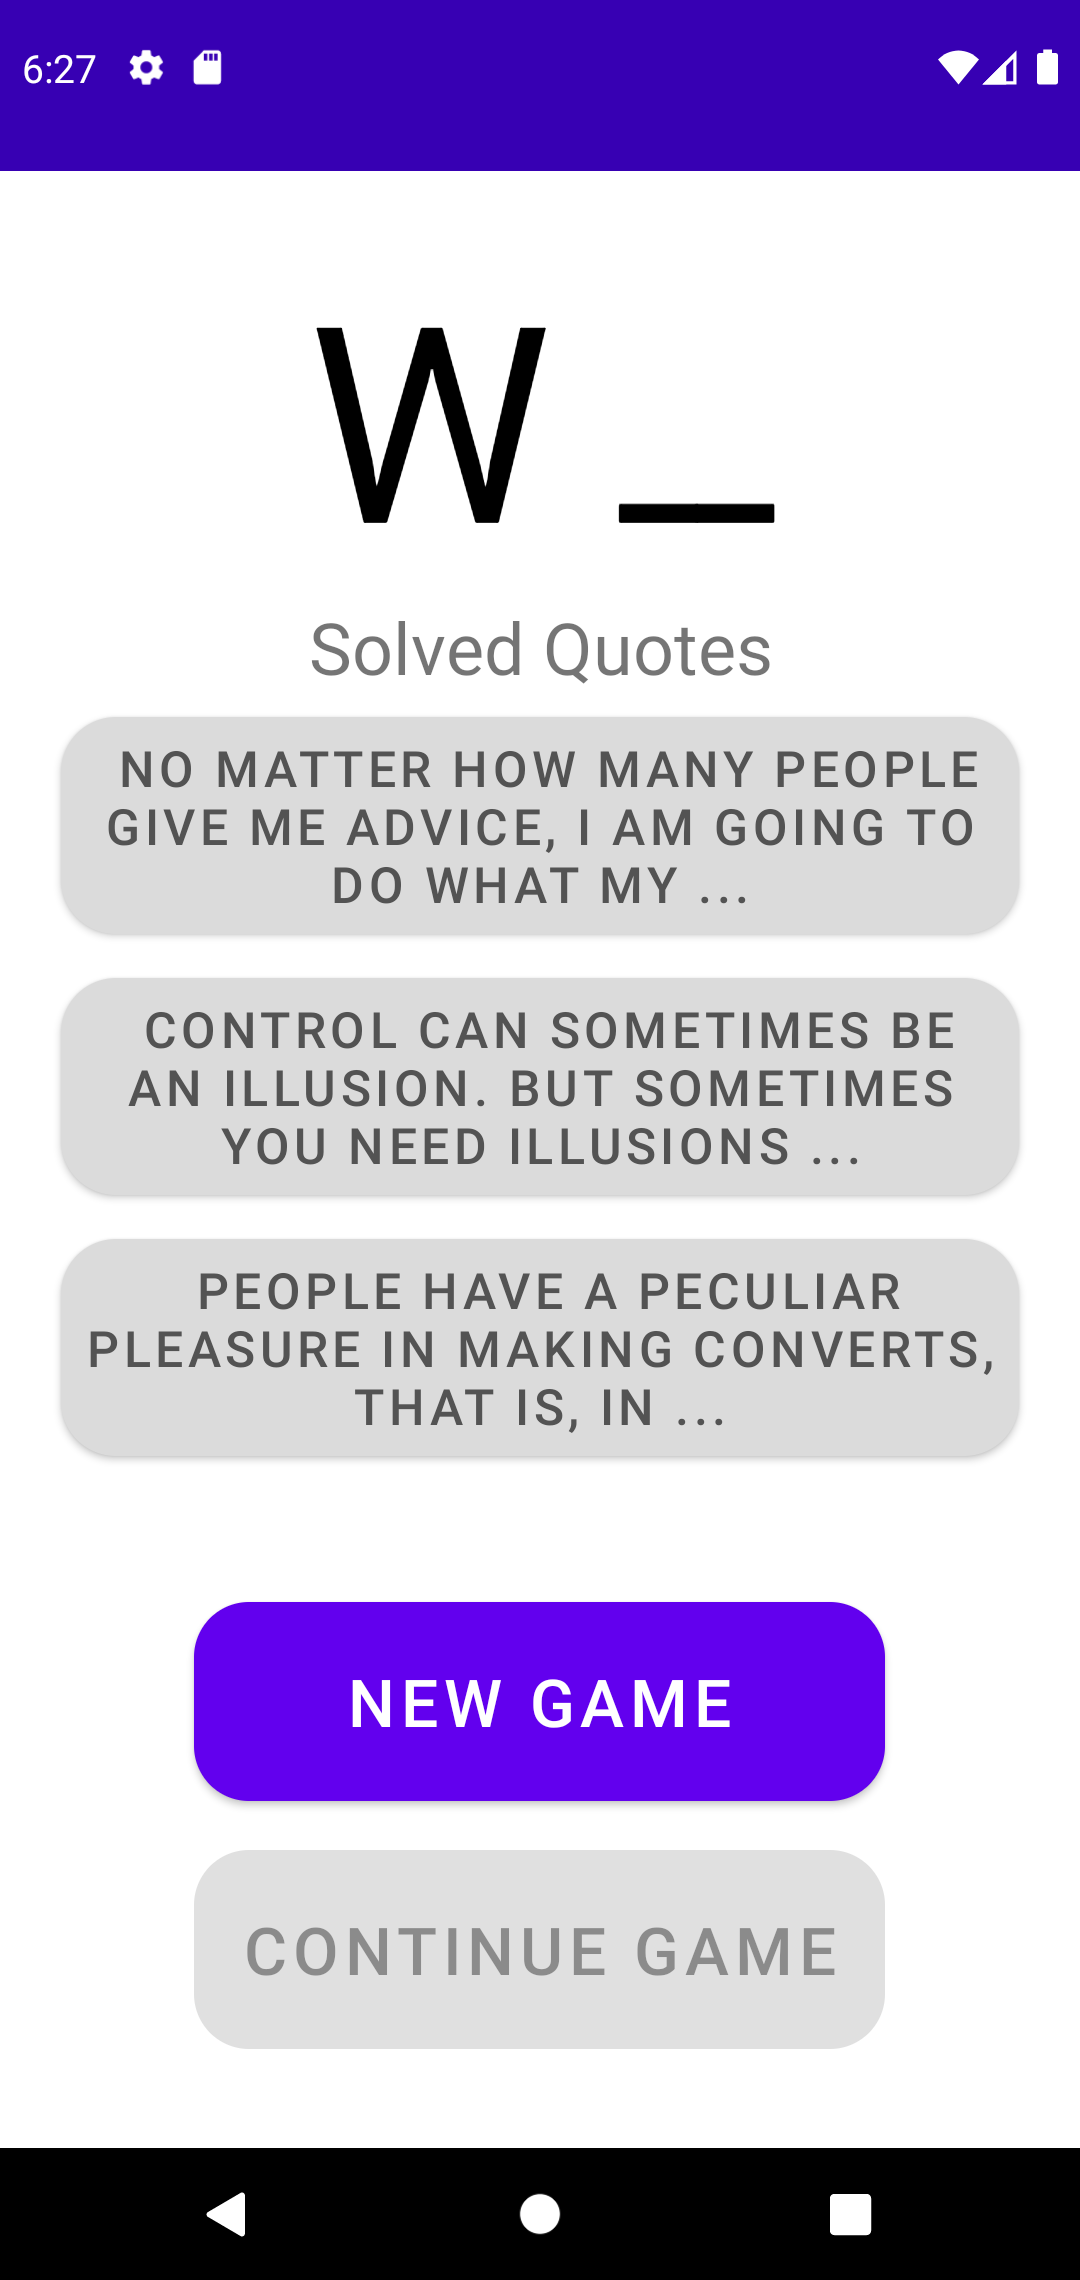 6:27
W __
Solved Quotes
NO MATTER HOW MANY PEOPLE
GIVE ME ADVICE, I AM GOING TO
DO WHAT MY ...
CONTROL CAN SOMETIMES BE
AN ILLUSION. BUT SOMETIMES
YOU NEED ILLUSIONS ...
PEOPLE HAVE A PECULIAR
PLEASURE IN MAKING CONVERTS,
THAT IS, IN ...
NEW GAME
CONTINUE GAME